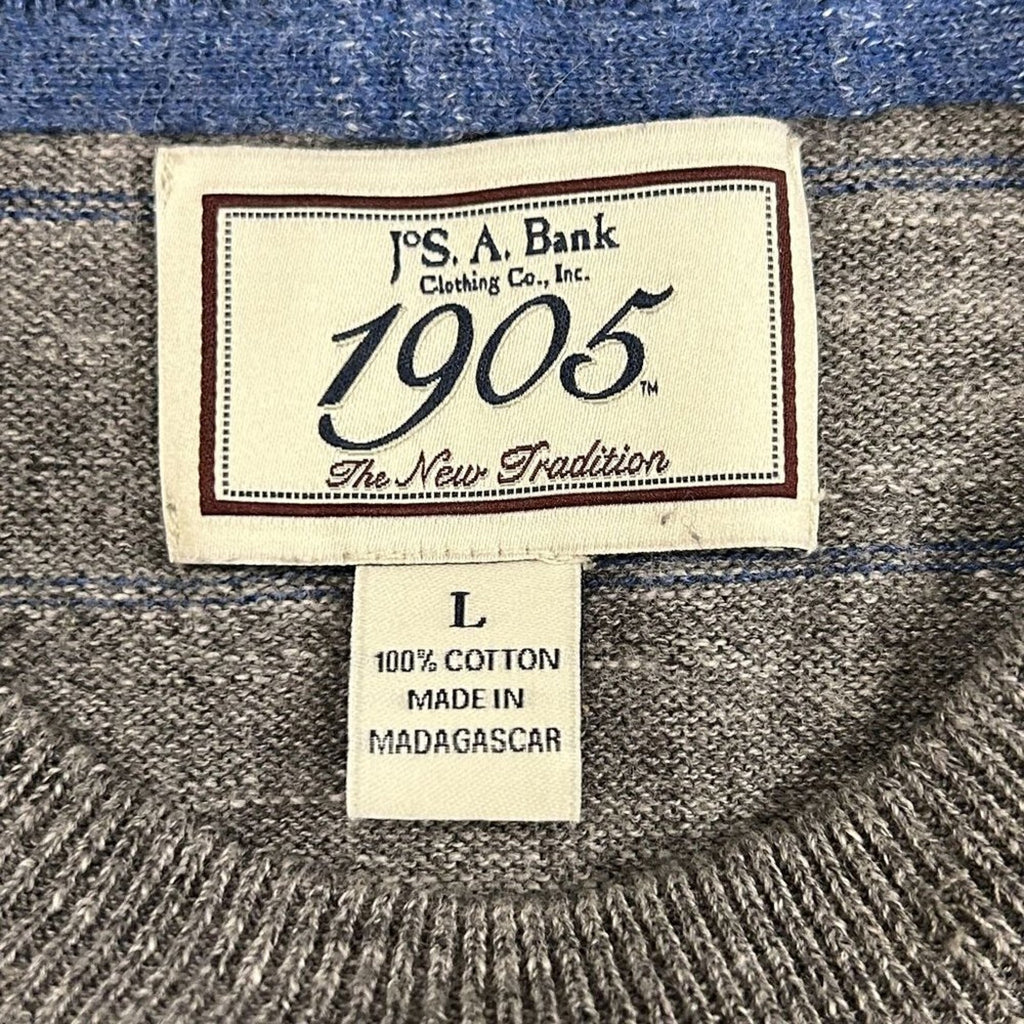 JoS. A. Bank
Clothing Co., Inc.
1905™
The New Tradition
L
100% COTTON
MADE IN
MADAGASCAR